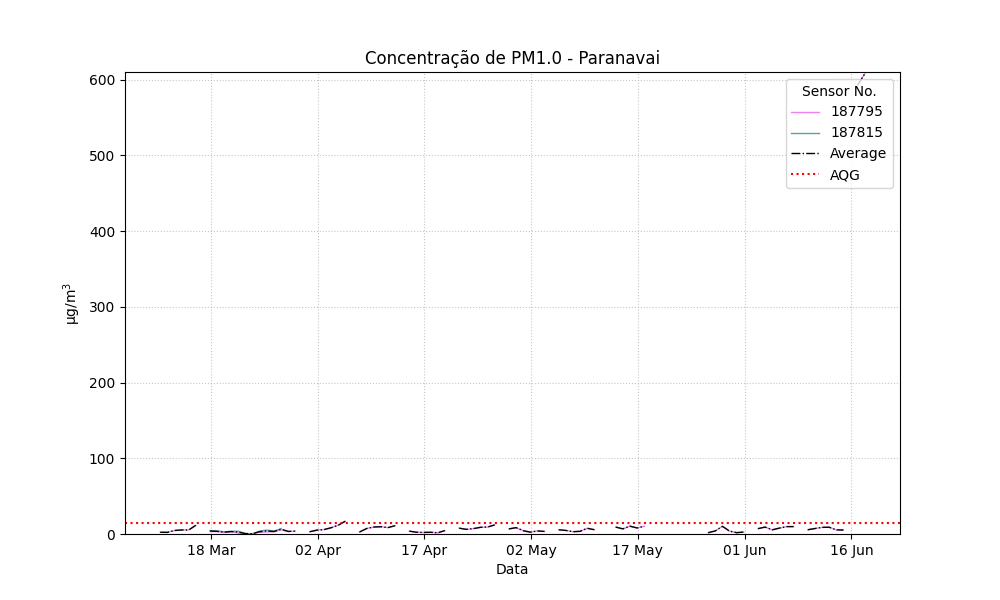 Concentração de PM1.0 - Paranavai
Sensor No.
187795
187815
Average
AQG
600
500
400
300
200
100
0
µg/m³
18 Mar
02 Apr
17 Apr
02 May
17 May
01 Jun
16 Jun
Data